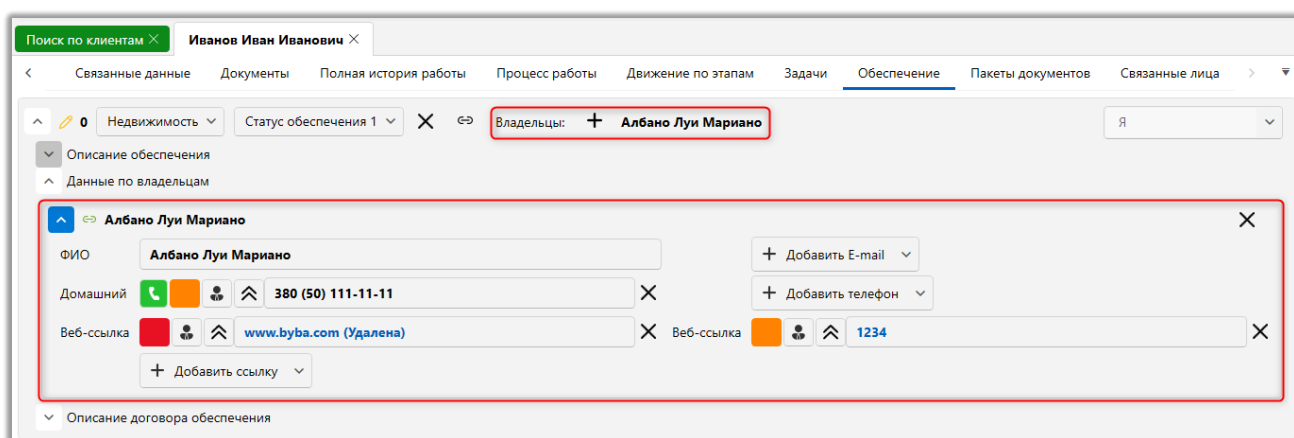 Поиск по клиентам Иванов Иван Иванович
Связанные данные Документы Полная история работы Процесс работы Движение по этапам Задачи Обеспечение Пакеты документов Связанные лица
0 Недвижимость Статус обеспечения 1 Владельцы: Албано Луи Мариано Я
Описание обеспечения
Данные по владельцам
Албано Луи Мариано
ФИО Албано Луи Мариано Добавить E-mail
Домашний 380 (50) 111-11-11 Добавить телефон
Веб-ссылка www.byba.com (Удалена) Веб-ссылка 1234
Добавить ссылку
Описание договора обеспечения